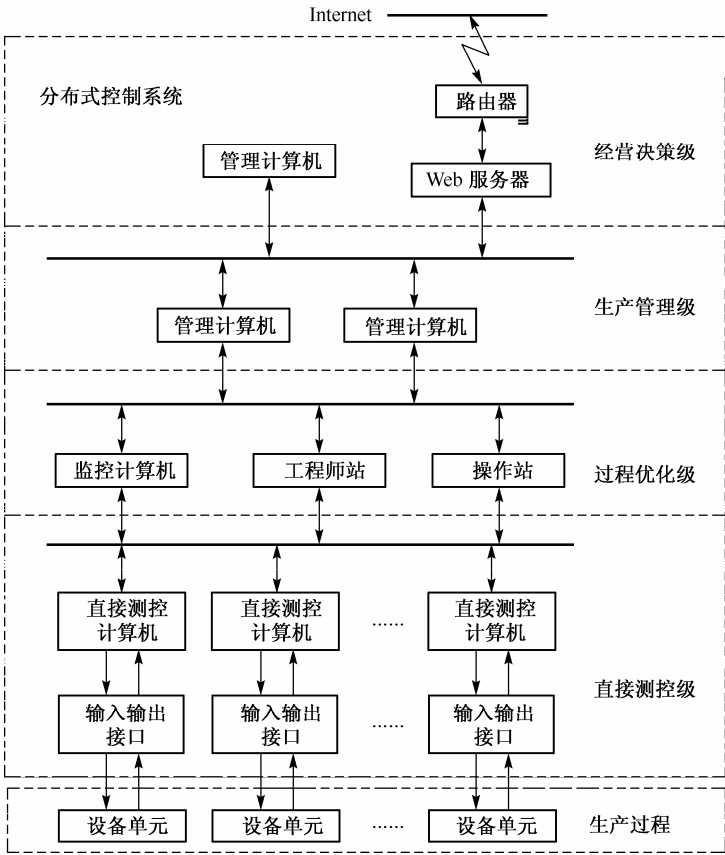 Internet
分布式控制系统
路由器
管理计算机
Web 服务器
经营决策级
管理计算机
管理计算机
生产管理级
监控计算机
工程师站
操作站
过程优化级
直接测控
计算机
直接测控
计算机
......
直接测控
计算机
直接测控级
输入输出
接口
输入输出
接口
......
输入输出
接口
设备单元
设备单元
......
设备单元
生产过程